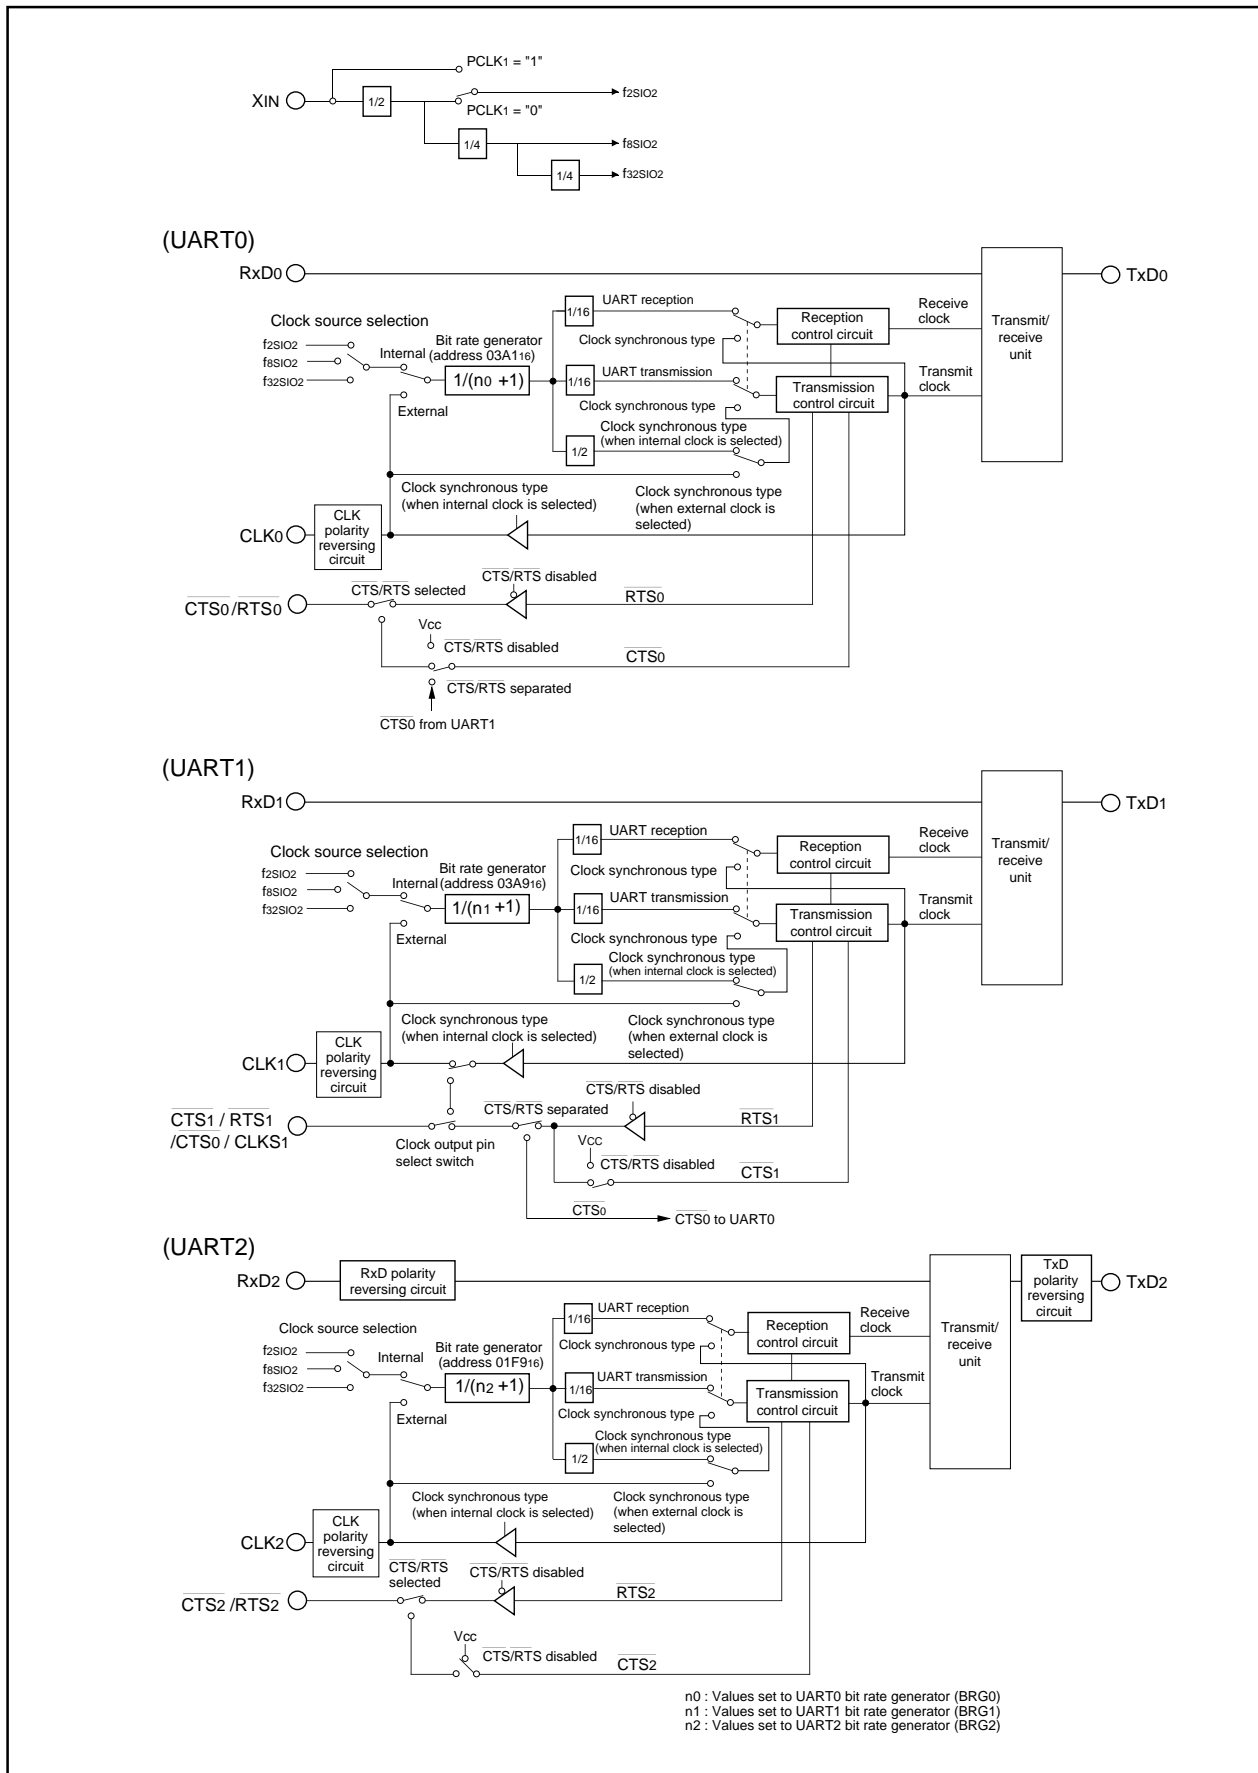 PCLK1 = "1"
XIN
1/2
f2SIO2
PCLK1 = "0"
1/4
f8SIO2
1/4
f32SIO2
(UART0)
RxD0
TxD0
1/16
UART reception
Reception
control circuit
Receive
clock
Transmit/
receive
unit
Clock source selection
Bit rate generator
(address 03A116)
Clock synchronous type
f2SIO2
f8SIO2
f32SIO2
Internal
1/(n0 +1)
1/16
UART transmission
Transmission
control circuit
Transmit
clock
External
Clock synchronous type
Clock synchronous type
(when internal clock is selected)
1/2
Clock synchronous type
(when internal clock is selected)
Clock synchronous type
(when external clock is
selected)
CLK0
CLK
polarity
reversing
circuit
CTS/RTS disabled
CTS/RTS selected
CTS0 /RTS0
RTS0
Vcc
CTS/RTS disabled
CTS0
CTS/RTS separated
CTS0 from UART1
(UART1)
RxD1
TxD1
1/16
UART reception
Reception
control circuit
Receive
clock
Transmit/
receive
unit
Clock source selection
Bit rate generator
(address 03A916)
Clock synchronous type
f2SIO2
f8SIO2
f32SIO2
Internal
1/(n1 +1)
1/16
UART transmission
Transmission
control circuit
Transmit
clock
External
Clock synchronous type
Clock synchronous type
(when internal clock is selected)
1/2
Clock synchronous type
(when internal clock is selected)
Clock synchronous type
(when external clock is
selected)
CLK1
CLK
polarity
reversing
circuit
CTS/RTS disabled
CTS1 / RTS1
/CTS0 / CLKS1
CTS/RTS separated
RTS1
Clock output pin
select switch
VCC
CTS/RTS disabled
CTS1
CTS0
CTS0 to UART0
(UART2)
RxD2
RxD polarity
reversing circuit
TxD
polarity
reversing
circuit
TxD2
1/16
UART reception
Reception
control circuit
Receive
clock
Transmit/
receive
unit
Clock source selection
Bit rate generator
(address 01F916)
Clock synchronous type
f2SIO2
f8SIO2
f32SIO2
Internal
1/(n2 +1)
1/16
UART transmission
Transmission
control circuit
Transmit
clock
External
Clock synchronous type
Clock synchronous type
(when internal clock is selected)
1/2
Clock synchronous type
(when internal clock is selected)
Clock synchronous type
(when external clock is
selected)
CLK2
CLK
polarity
reversing
circuit
CTS/RTS
selected
CTS/RTS disabled
CTS2 /RTS2
RTS2
Vcc
CTS/RTS disabled
CTS2
n0 : Values set to UART0 bit rate generator (BRG0)
n1 : Values set to UART1 bit rate generator (BRG1)
n2 : Values set to UART2 bit rate generator (BRG2)